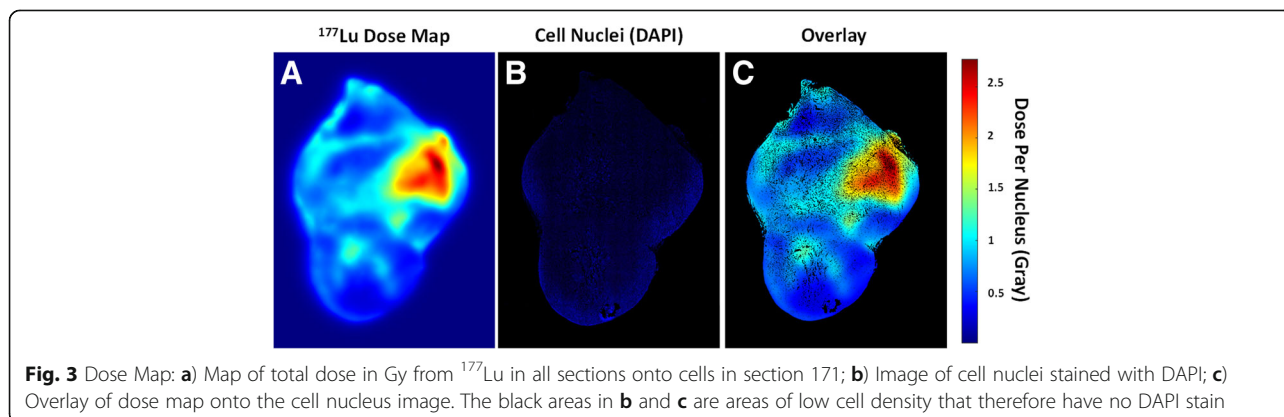 ¹⁷⁷Lu Dose Map
Cell Nuclei (DAPI)
Overlay
A
B
C
2.5
2
1.5
1
0.5
Dose Per Nucleus (Gray)
Fig. 3 Dose Map: a) Map of total dose in Gy from ¹⁷⁷Lu in all sections onto cells in section 171; b) Image of cell nuclei stained with DAPI; c)
Overlay of dose map onto the cell nucleus image. The black areas in b and c are areas of low cell density that therefore have no DAPI stain